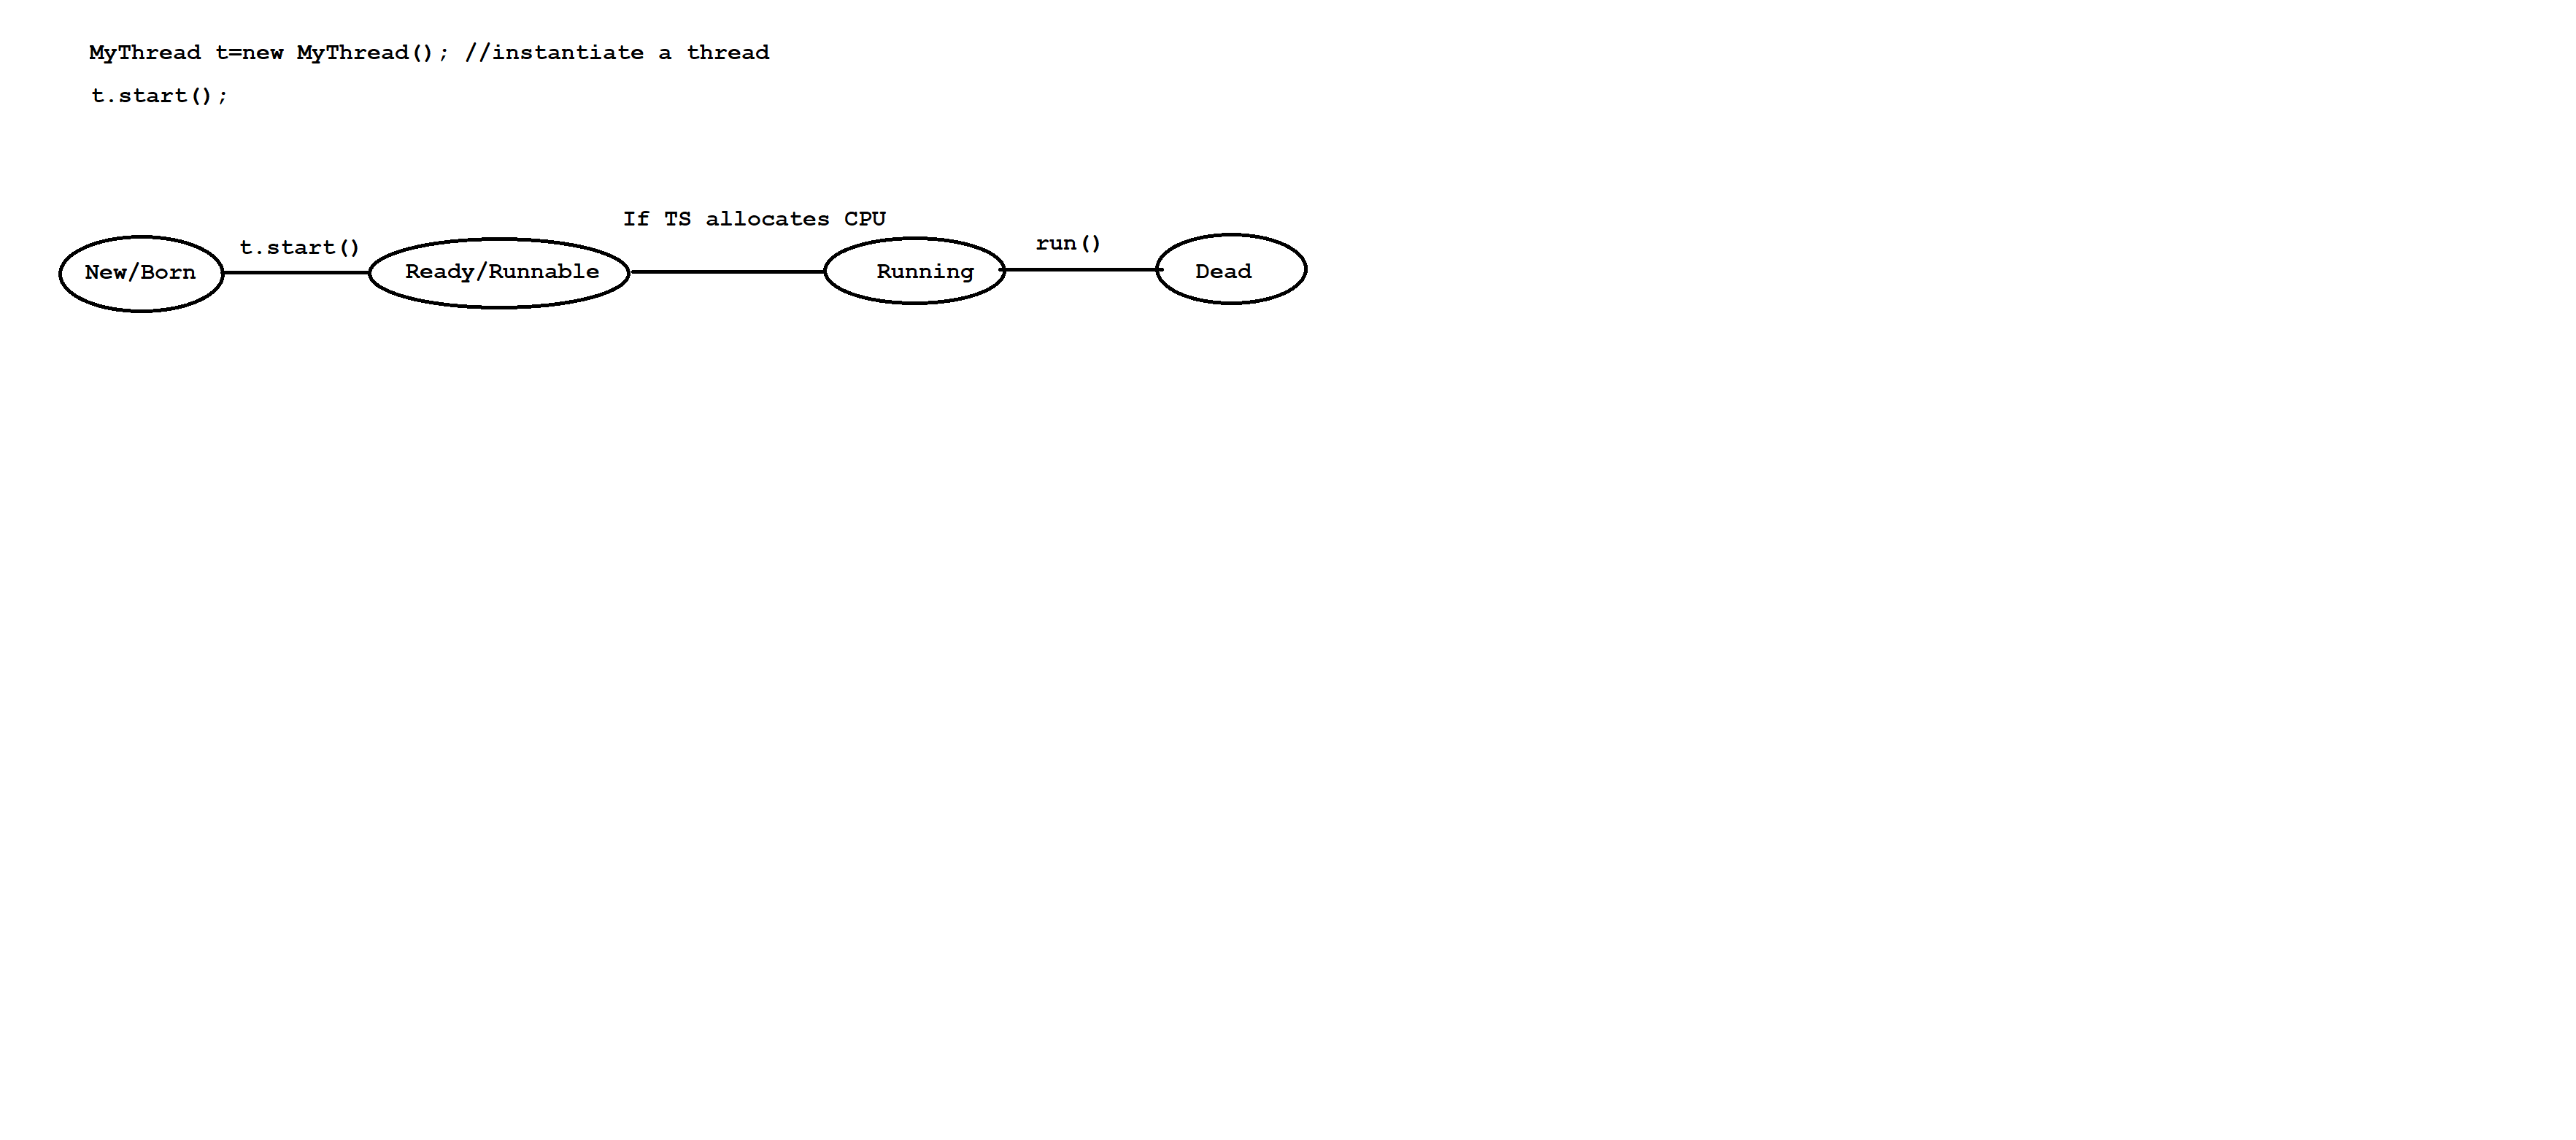 MyThread t=new MyThread(); //instantiate a thread
t.start();
If TS allocates CPU
t.start()
run()
New/Born
Ready/Runnable
Running
Dead